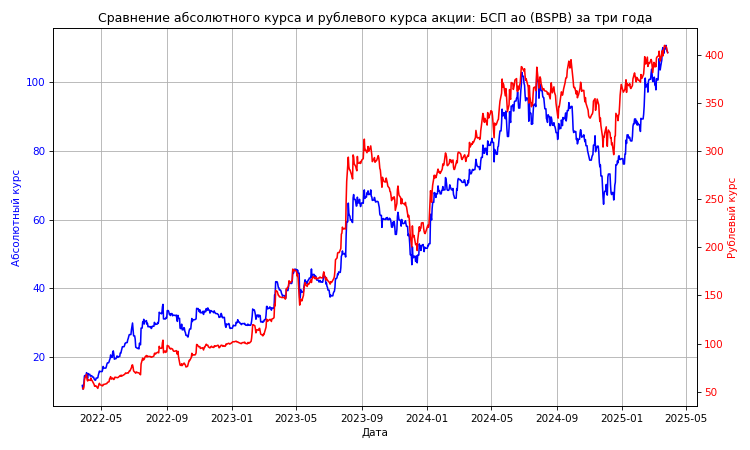 Сравнение абсолютного курса и рублевого курса акции: БСП ао (BSPB) за три года
Абсолютный курс
100
80
60
40
20
400
350
300
250
200
150
100
50
Рублевый курс
2022-05 2022-09 2023-01 2023-05 2023-09 2024-01 2024-05 2024-09 2025-01 2025-05
Дата